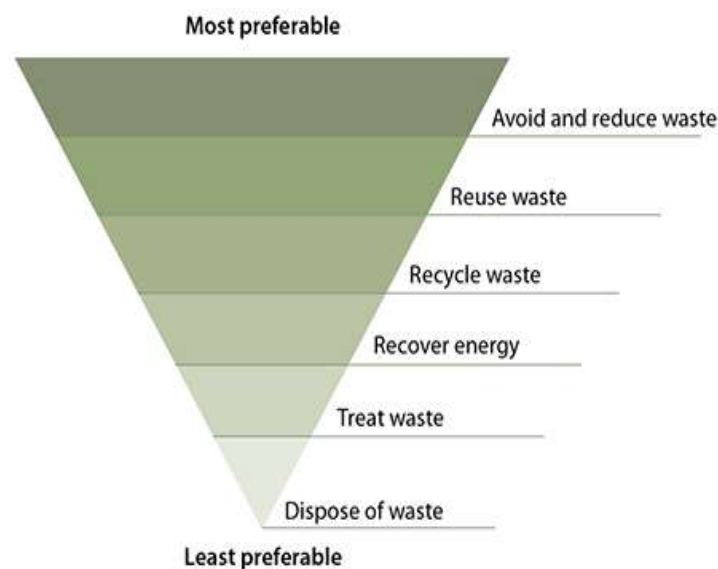 Most preferable
Avoid and reduce waste
Reuse waste
Recycle waste
Recover energy
Treat waste
Dispose of waste
Least preferable